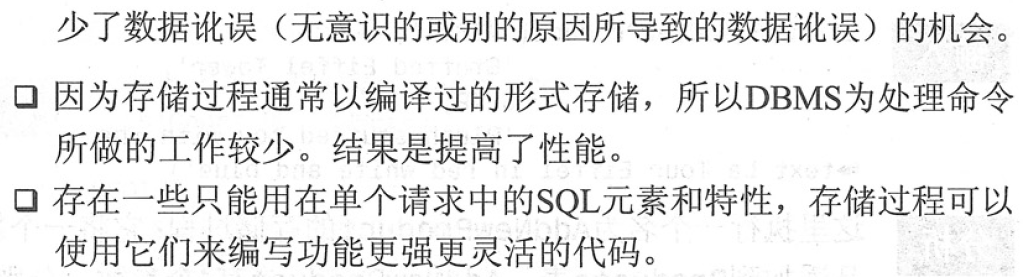 少了数据讹误（无意识的或别的原因所导致的数据讹误）的机会。
❑ 因为存储过程通常以编译过的形式存储，所以DBMS为处理命令
所做的工作较少。结果是提高了性能。
❑ 存在一些只能用在单个请求中的SQL元素和特性，存储过程可以
使用它们来编写功能更强更灵活的代码。